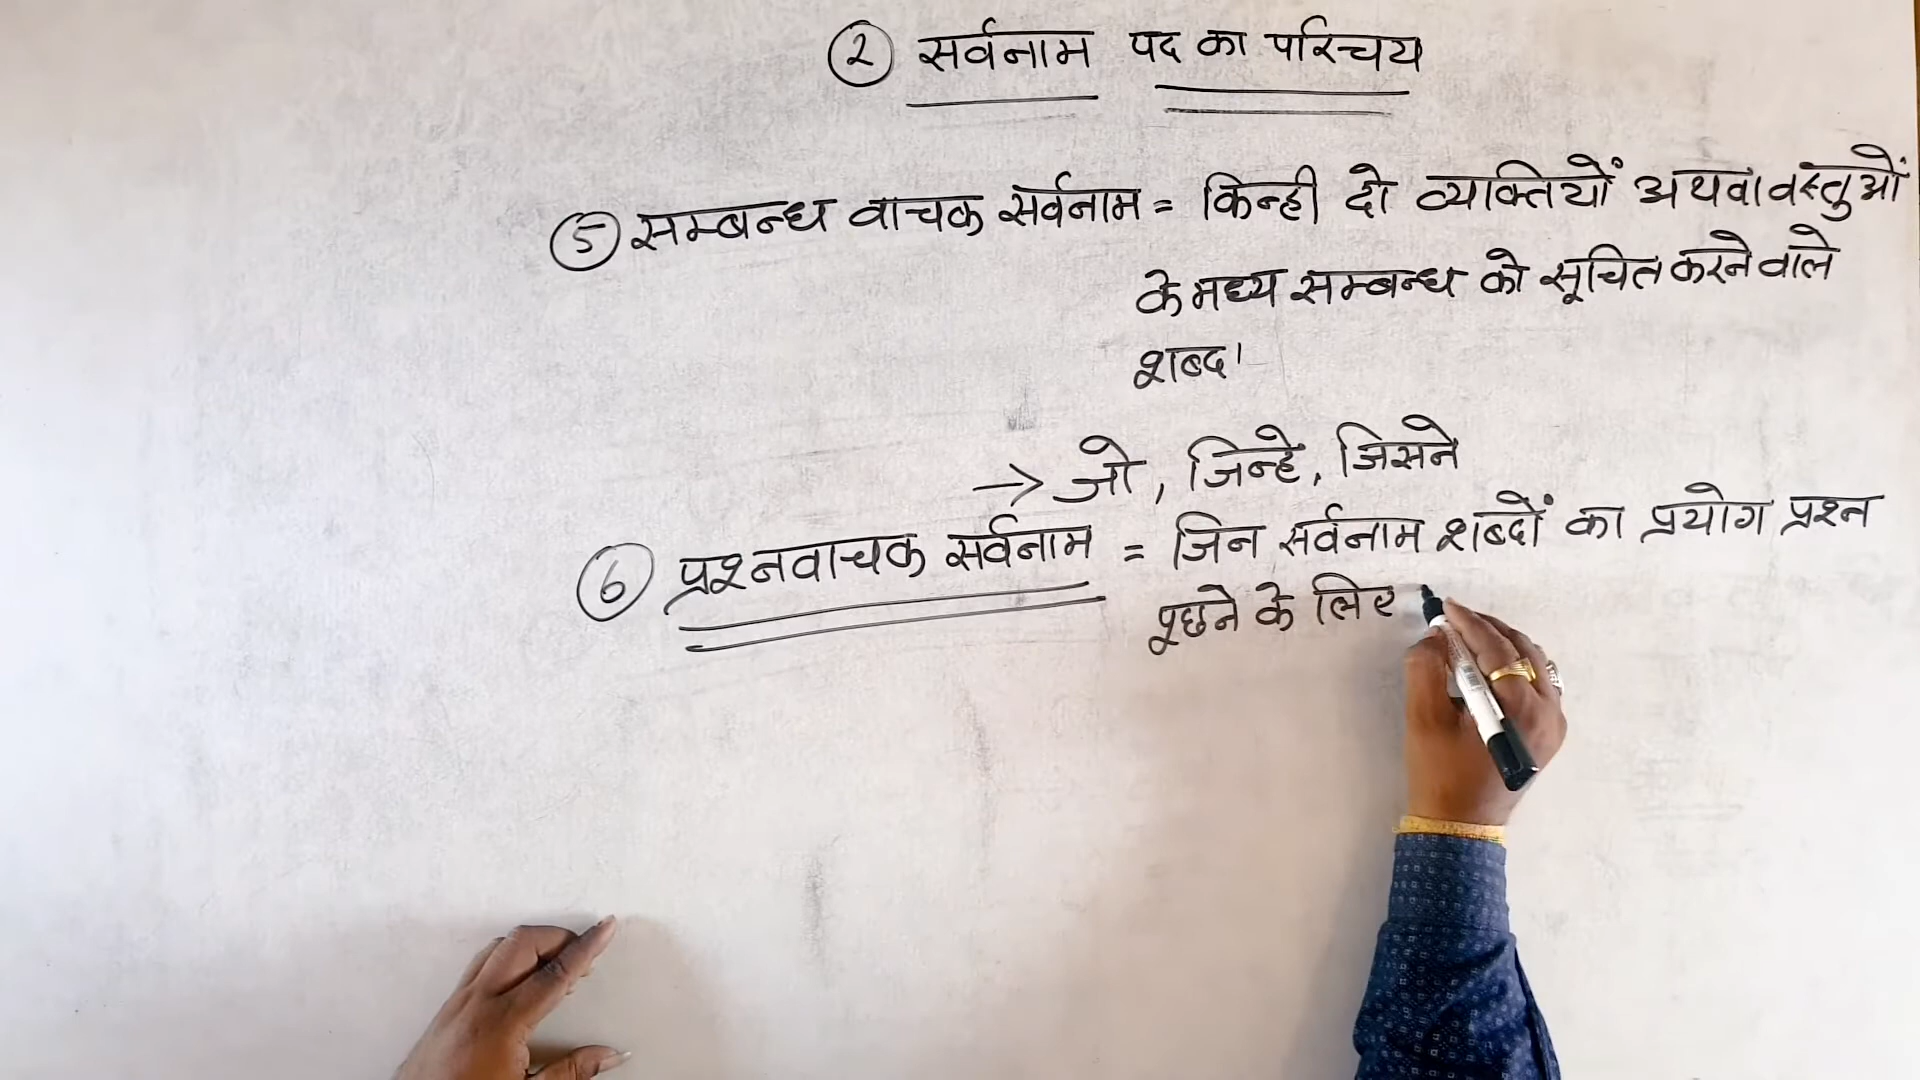 ② सर्वनाम पद का परिचय
⑤ सम्बन्ध वाचक सर्वनाम = किन्ही दो व्यक्तियों अथवा वस्तुओं
के मध्य सम्बन्ध को सूचित करने वाले
शब्द।
→ जो, जिन्हे, जिसने
⑥ प्रश्नवाचक सर्वनाम = जिन सर्वनाम शब्दों का प्रयोग प्रश्न
पूछने के लिए